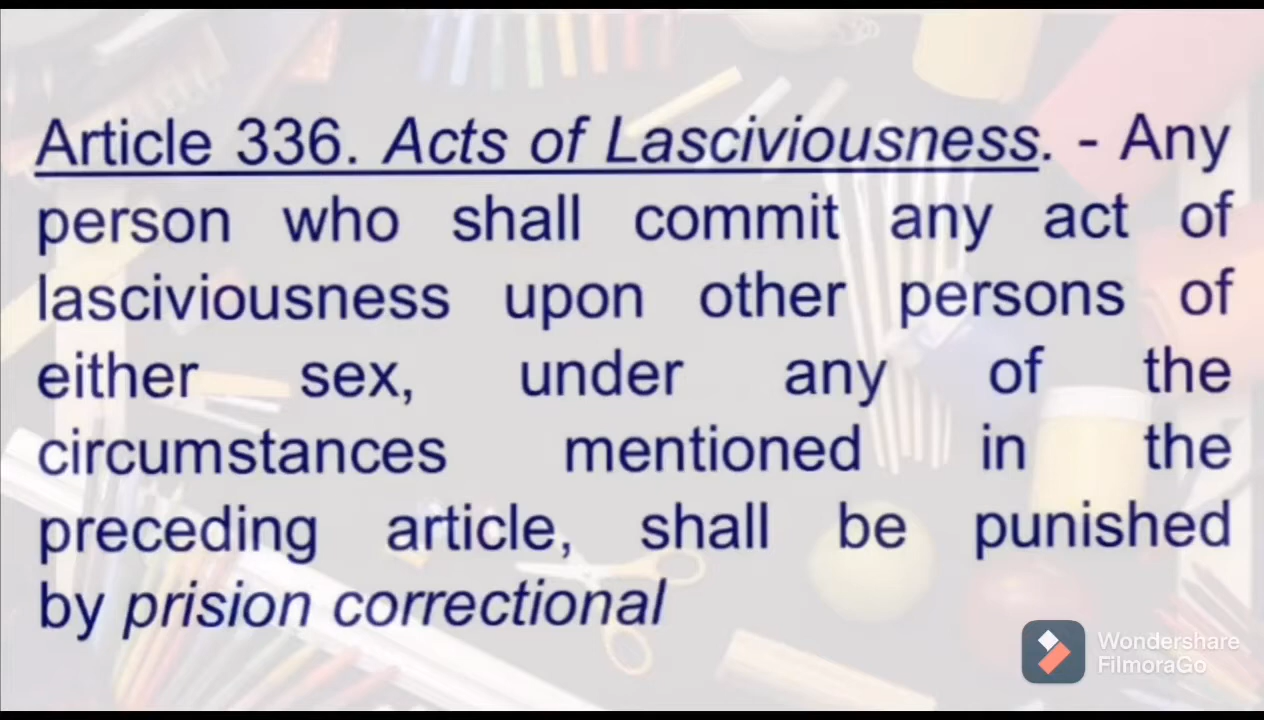 Article 336. Acts of Lasciviousness. - Any
person who shall commit any act of
lasciviousness upon other persons of
either sex, under any of the
circumstances mentioned in the
preceding article, shall be punished
by prision correctional
Wondershare
FilmoraGo